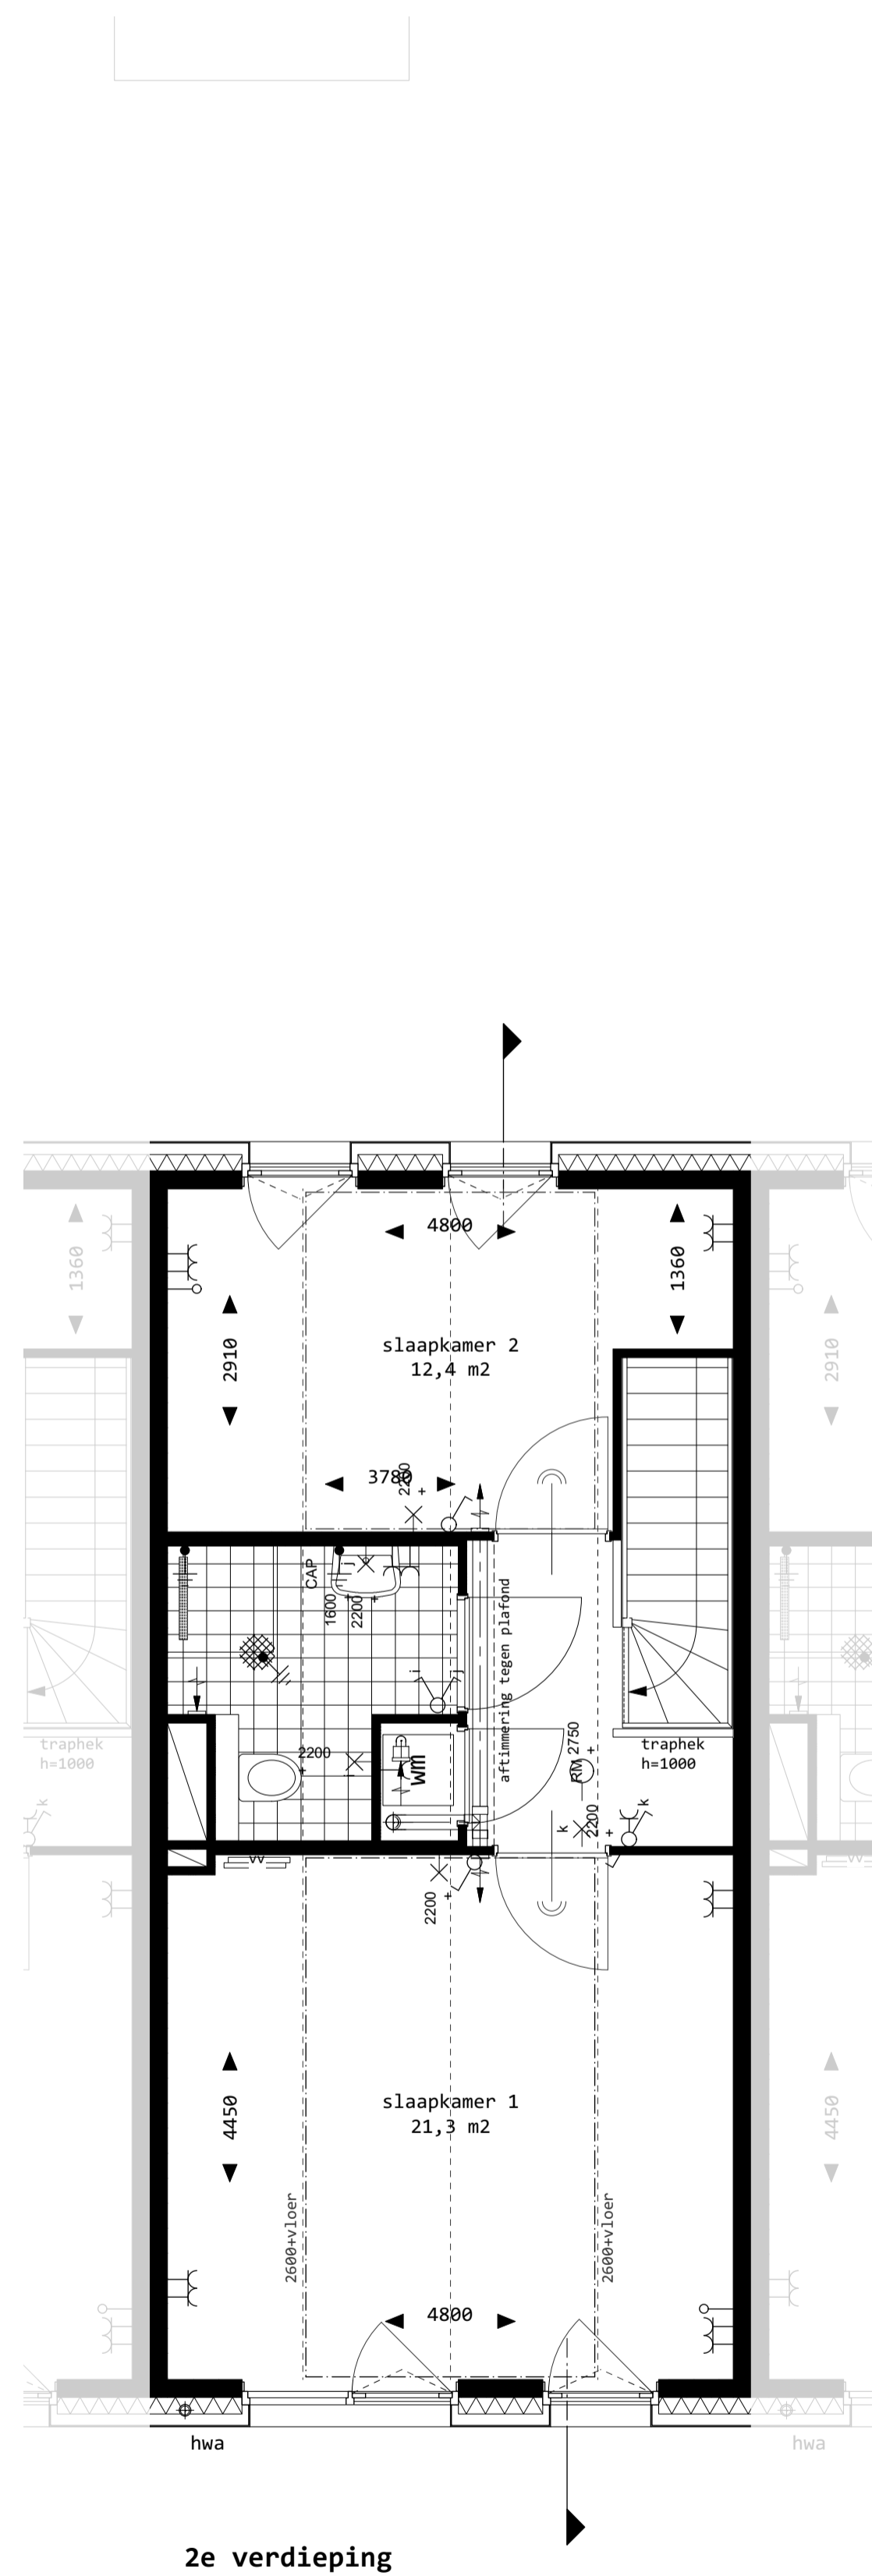 4800
1360
1360
2910
2910
slaapkamer 2
12,4 m2
3780
2200
CAP
1600
2200
j
i
j
aftimmering tegen plafond
traphek
h=1000
traphek
h=1000
2200
i
wm
RM 2750
k
2200
k
k
2200
4450
4450
slaapkamer 1
21,3 m2
2600+vloer
2600+vloer
4800
hwa
hwa
2e verdieping